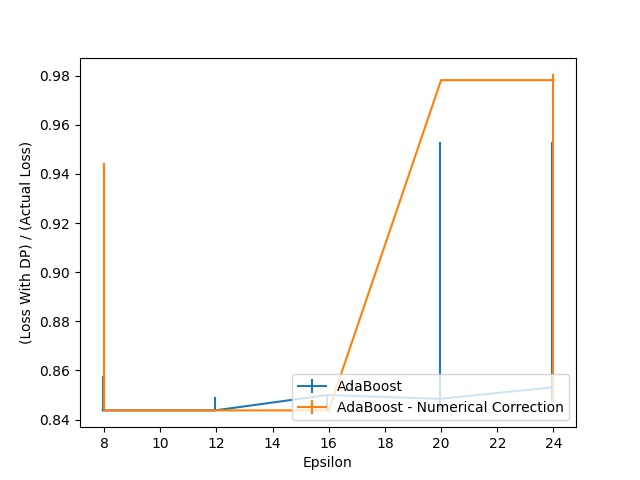 (Loss With DP) / (Actual Loss)
0.98
0.96
0.94
0.92
0.90
0.88
0.86
0.84
AdaBoost
AdaBoost - Numerical Correction
8 10 12 14 16 18 20 22 24
Epsilon